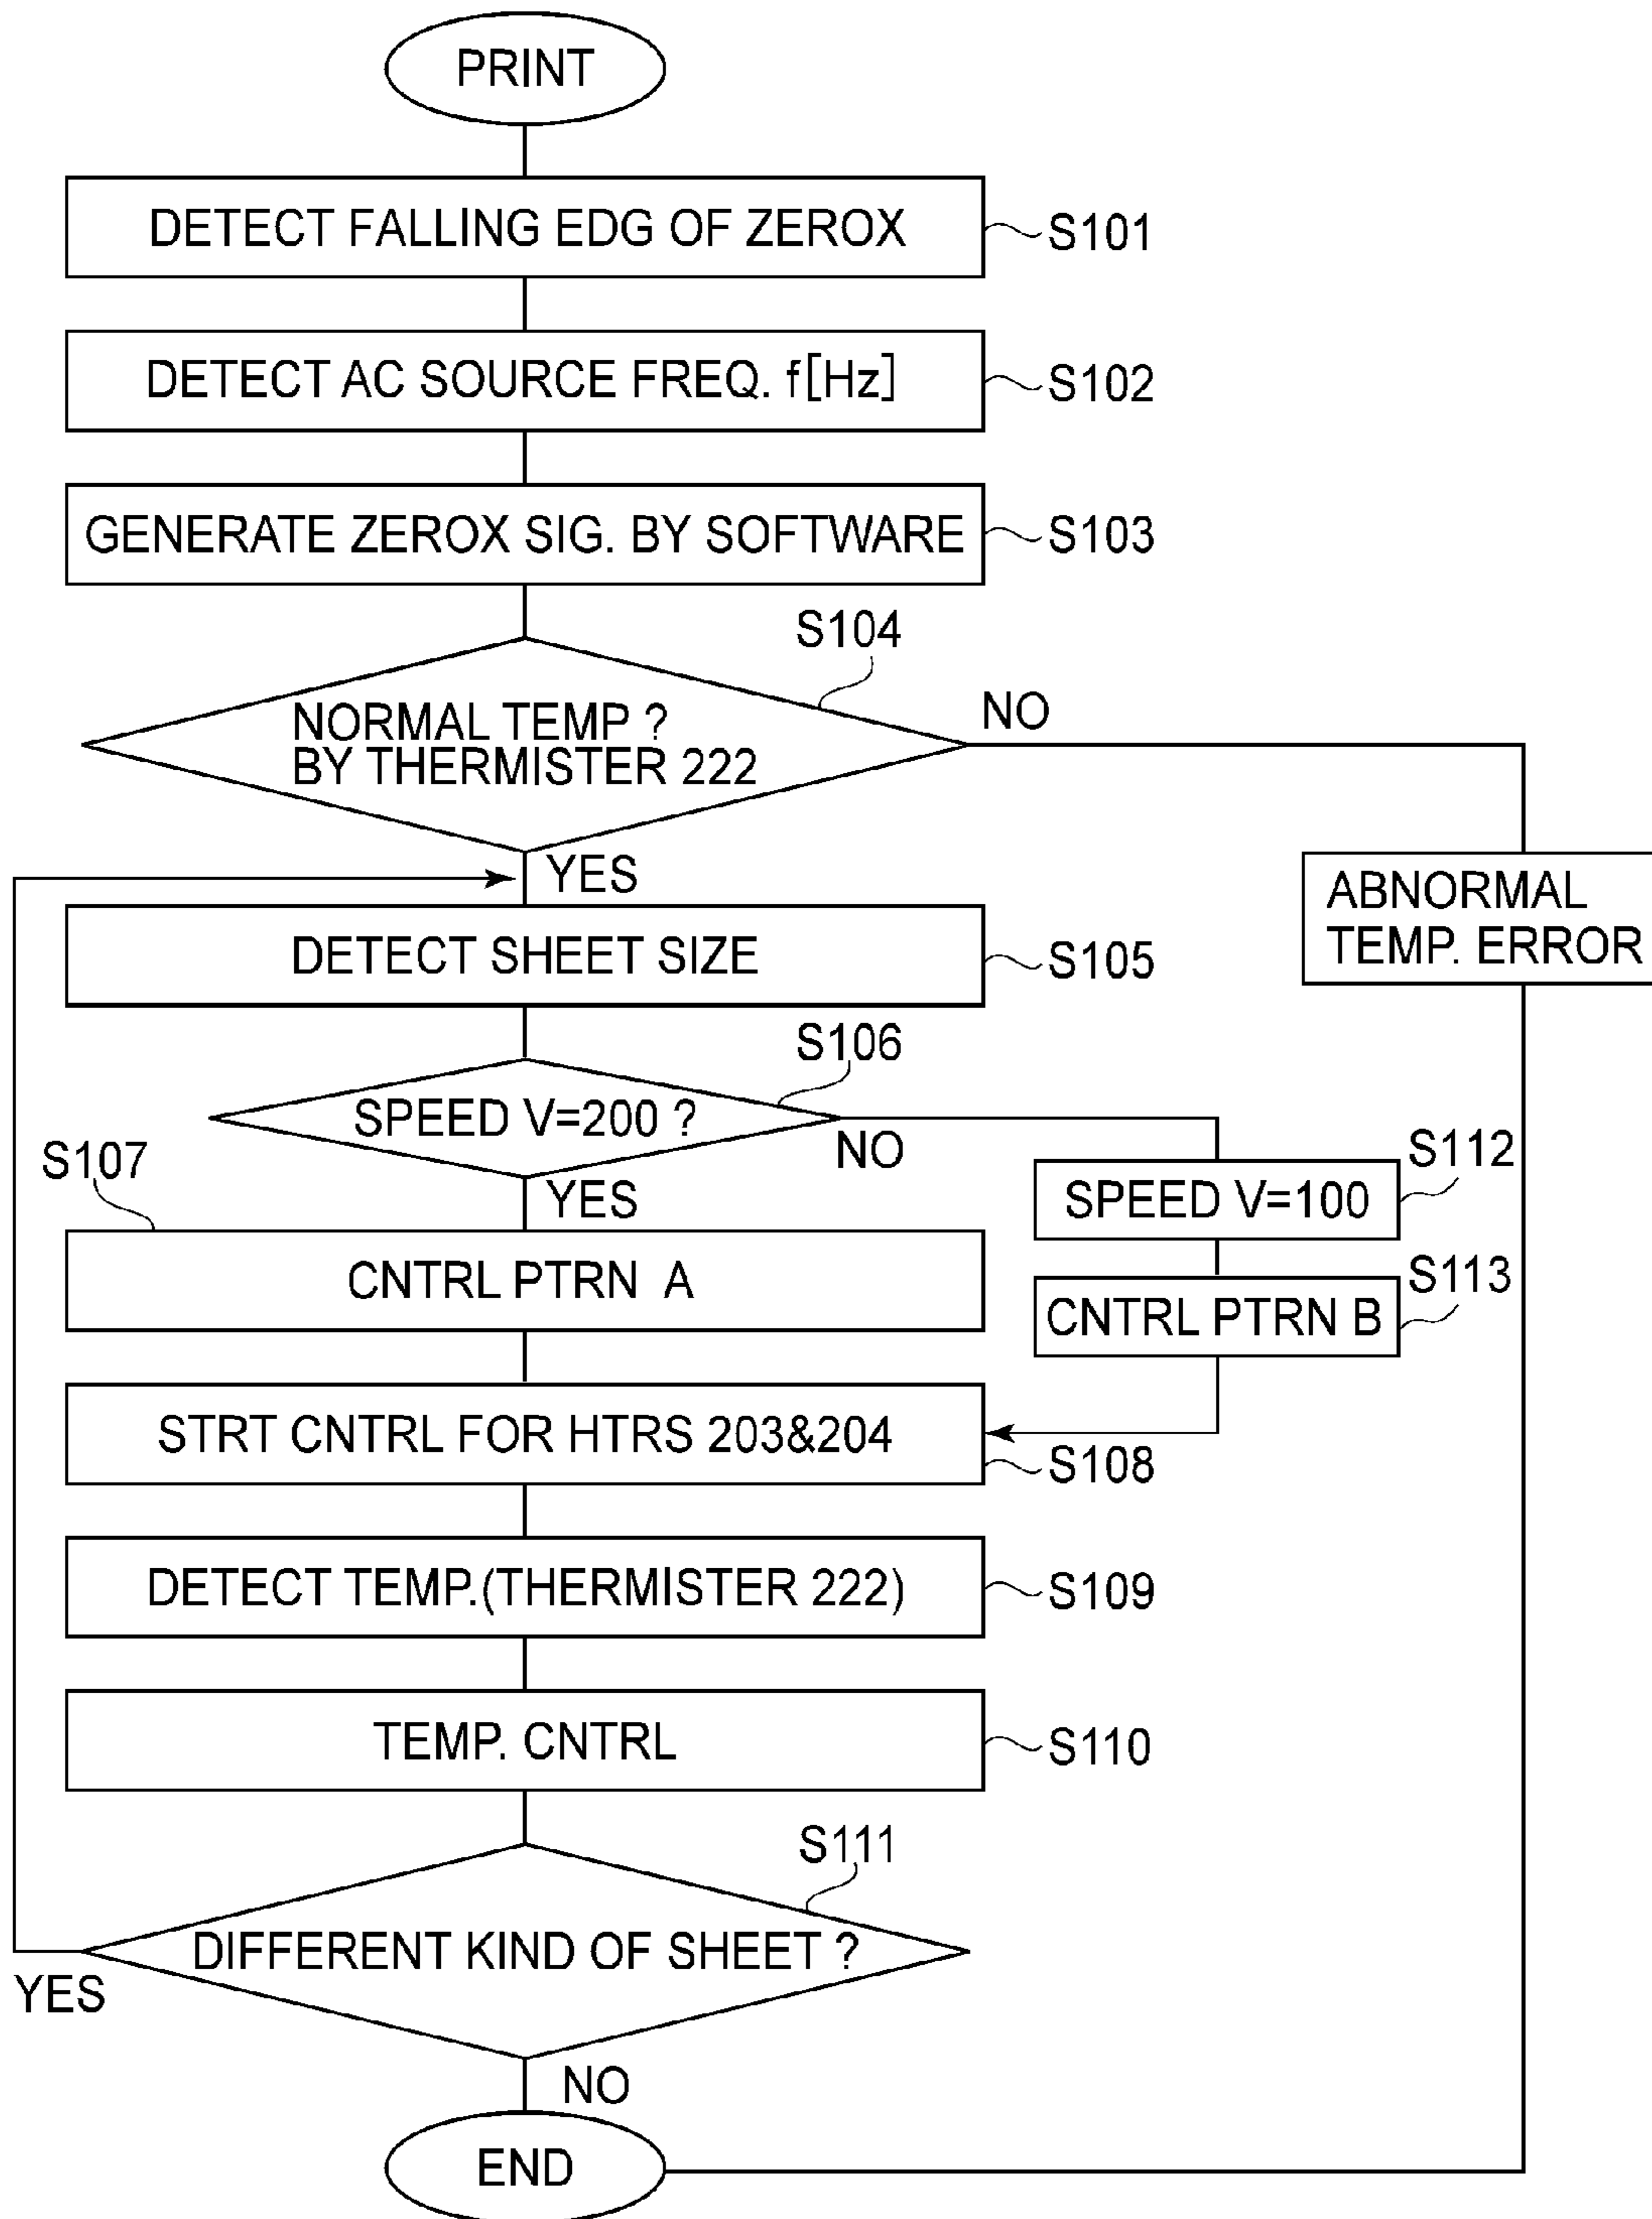 PRINT
DETECT FALLING EDG OF ZEROX
S101
DETECT AC SOURCE FREQ. f[Hz]
S102
GENERATE ZEROX SIG. BY SOFTWARE
S103
S104
NORMAL TEMP ?
BY THERMISTER 222
NO
YES
ABNORMAL
TEMP. ERROR
DETECT SHEET SIZE
S105
S106
SPEED V=200 ?
NO
YES
S112
SPEED V=100
S107
CNTRL PTRN A
S113
CNTRL PTRN B
STRT CNTRL FOR HTRS 203&204
S108
DETECT TEMP.(THERMISTER 222)
S109
TEMP. CNTRL
S110
S111
DIFFERENT KIND OF SHEET ?
YES
NO
END